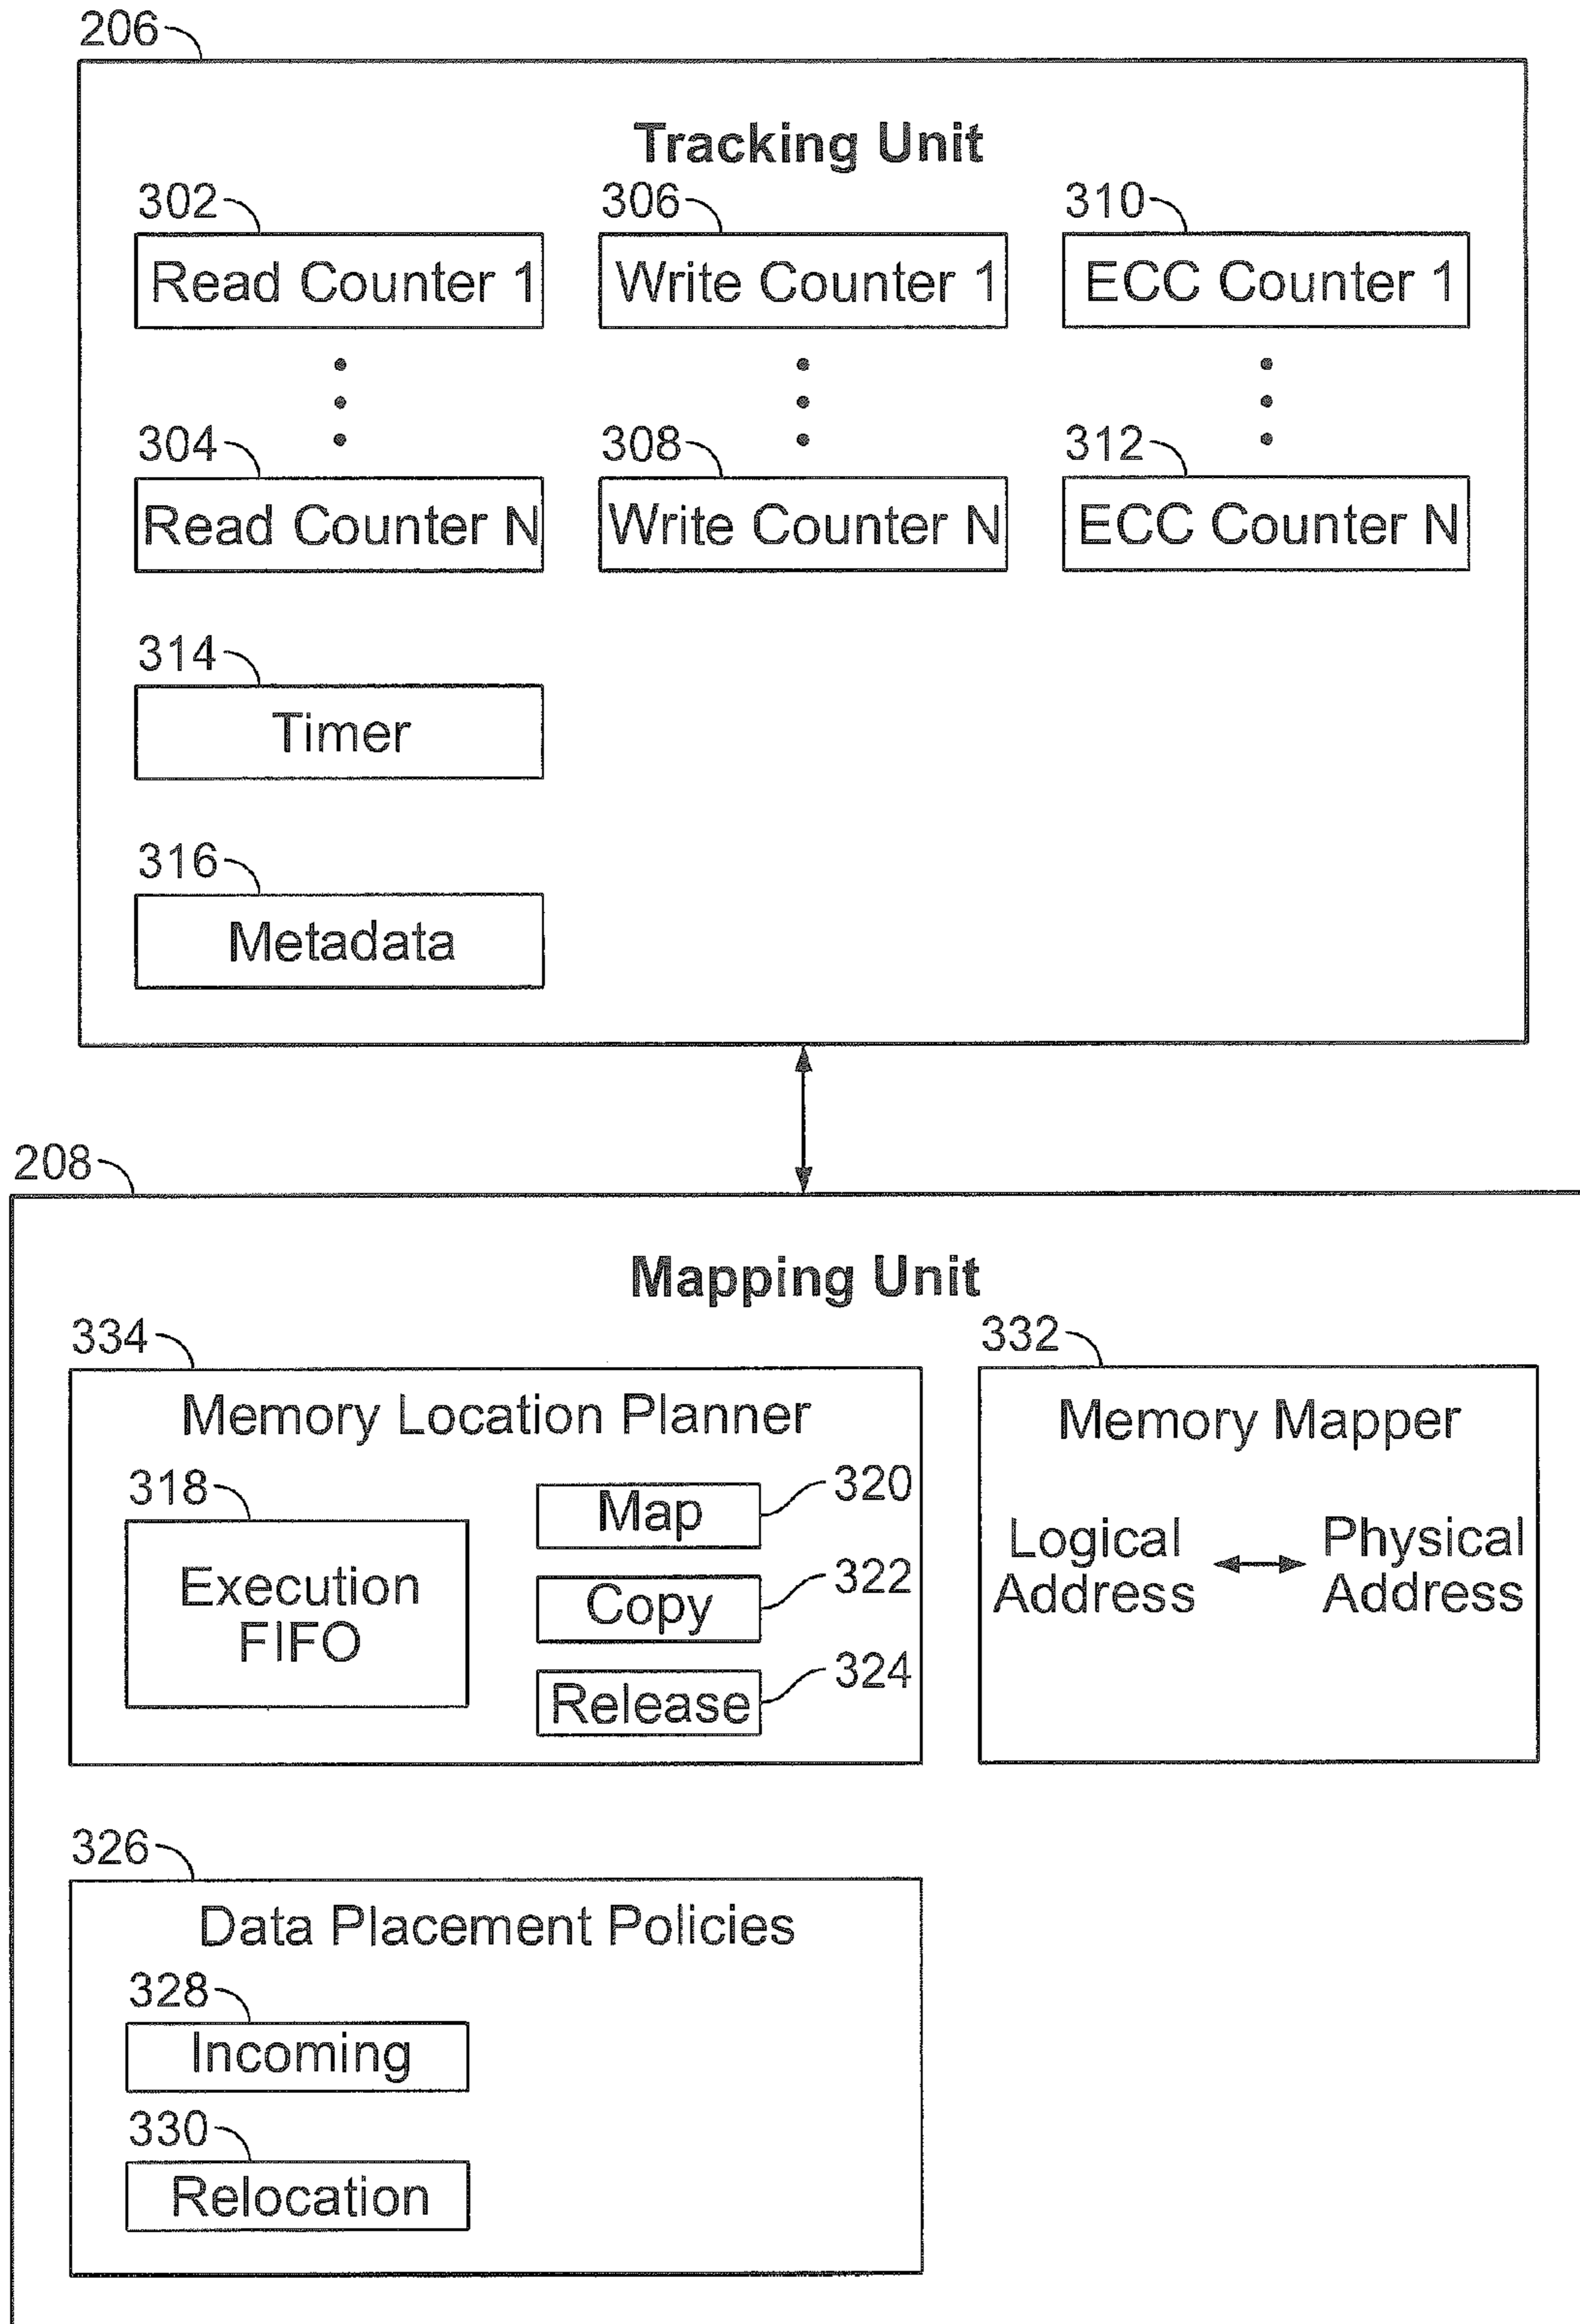 206
Tracking Unit
302 306 310
Read Counter 1 Write Counter 1 ECC Counter 1
304 308 312
Read Counter N Write Counter N ECC Counter N
314
Timer
316
Metadata
208
Mapping Unit
334
Memory Location Planner
318
Execution
FIFO
Map 320
Copy 322
Release 324
332
Memory Mapper
Logical
Address
Physical
Address
326
Data Placement Policies
328
Incoming
330
Relocation